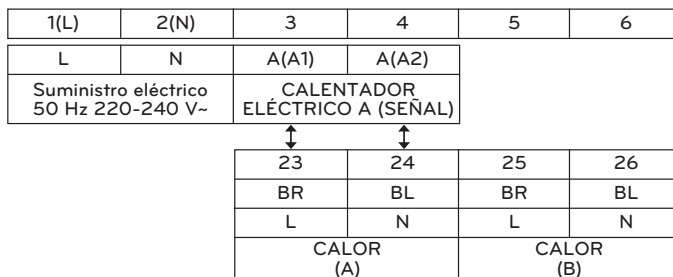 1(L) 2(N) 3 4 5 6
L N A(A1) A(A2)
Suministro eléctrico CALENTADOR
50 Hz 220-240 V~ ELÉCTRICO A (SEÑAL)
23 24 25 26
BR BL BR BL
L N L N
CALOR CALOR
(A) (B)